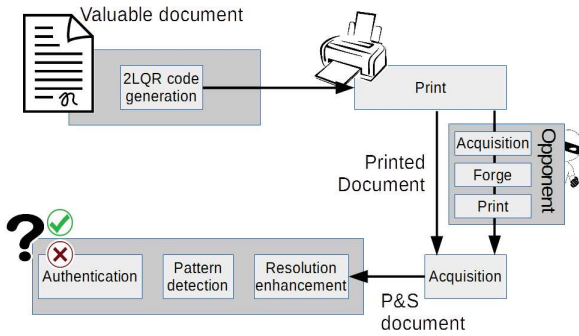 Valuable document
2LQR code
generation
Print
Printed
Document
Acquisition
Forge
Print
Opponent
Authentication
Pattern
detection
Resolution
enhancement
Acquisition
P&S
document